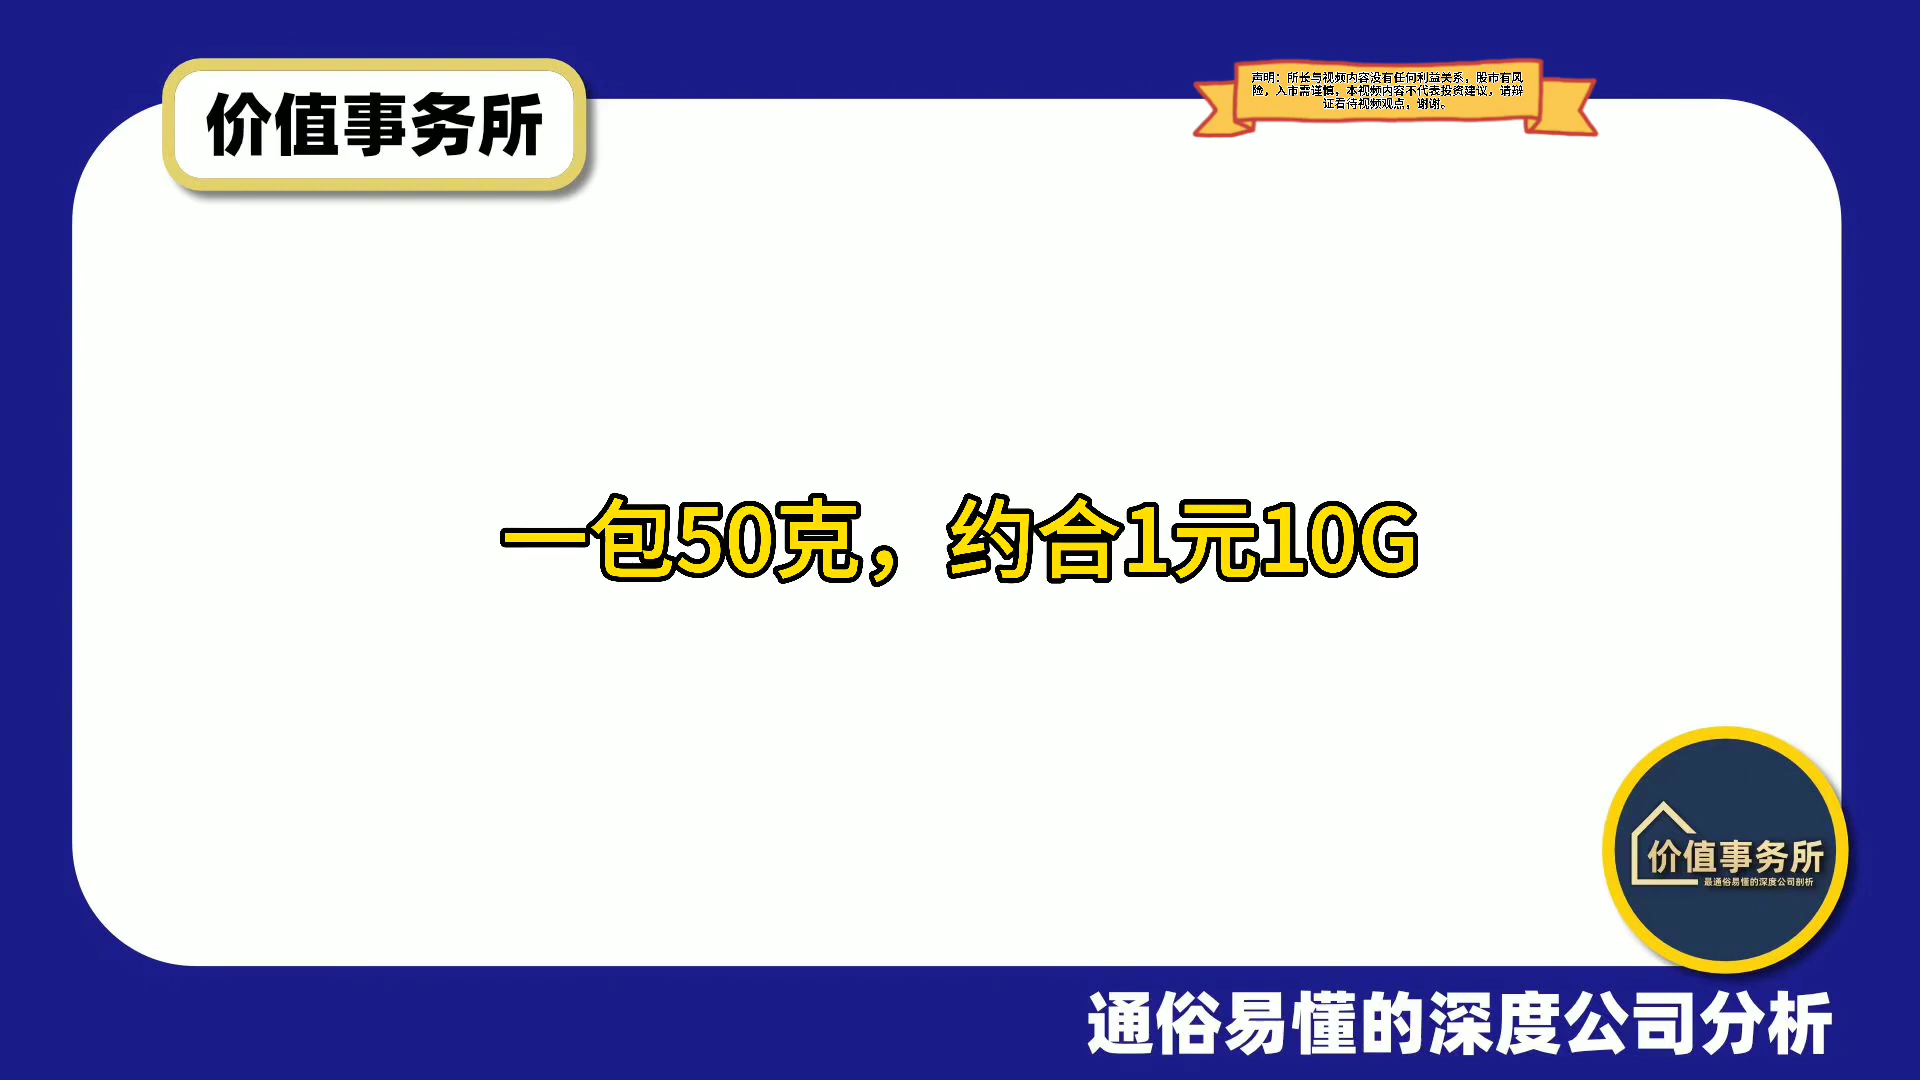 价值事务所
声明：所长与视频内容没有任何利益关系，股市有风
险，入市需谨慎，本视频内容不代表投资建议，请辩
证看待视频观点，谢谢。
一包50克，约合1元10G
价值事务所
最通俗易懂的深度公司剖析
通俗易懂的深度公司分析